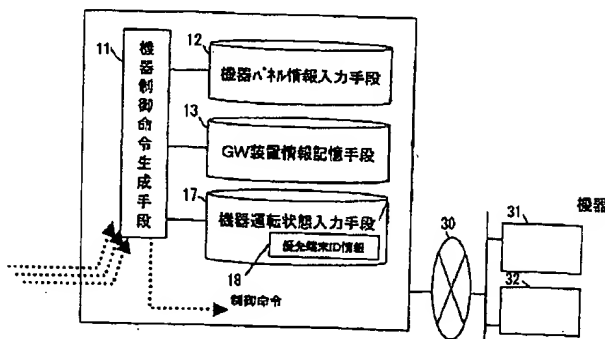 11
機器制御命令生成手段
12
機器パネル情報入力手段
13
GW装置情報記憶手段
17
機器運転状態入力手段
18
優先端末ID情報
制御命令
30
機器
31
32